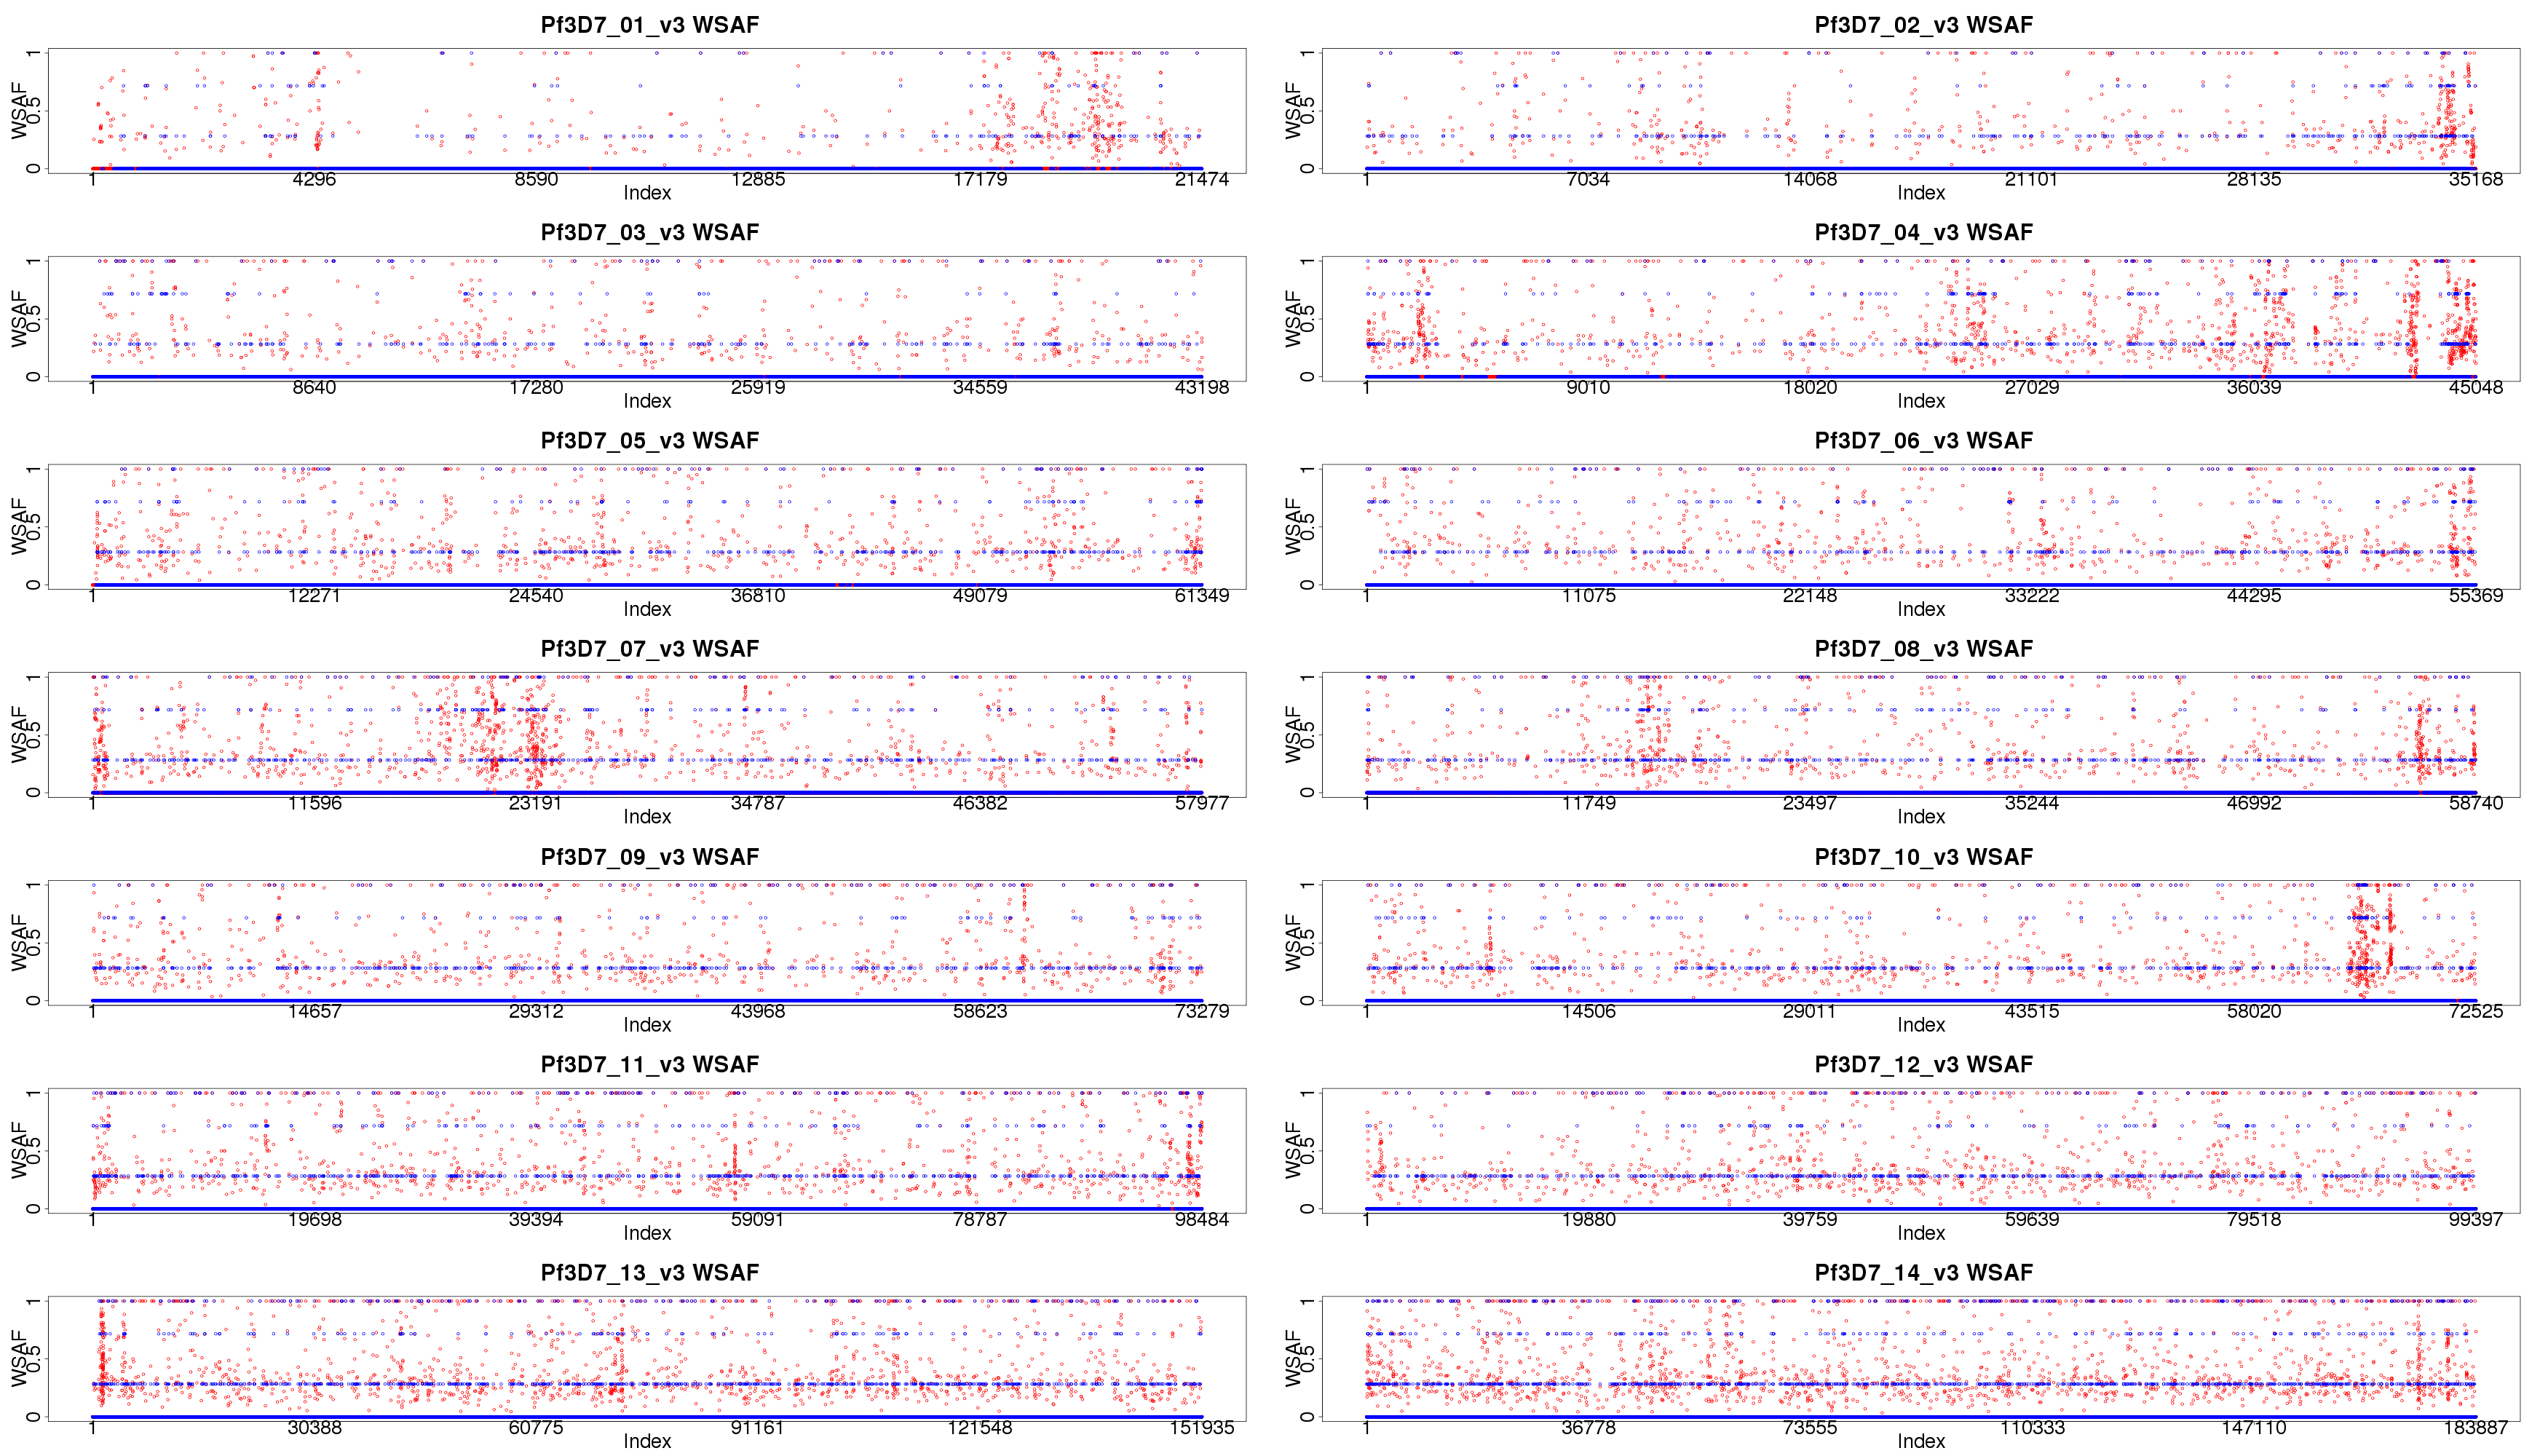 Pf3D7_01_v3 WSAF
WSAF
0 0.5 1
1 4296 8590 12885 17179 21474
Index
Pf3D7_02_v3 WSAF
WSAF
0 0.5 1
1 7034 14068 21101 28135 35168
Index
Pf3D7_03_v3 WSAF
WSAF
0 0.5 1
1 8640 17280 25919 34559 43198
Index
Pf3D7_04_v3 WSAF
WSAF
0 0.5 1
1 9010 18020 27029 36039 45048
Index
Pf3D7_05_v3 WSAF
WSAF
0 0.5 1
1 12271 24540 36810 49079 61349
Index
Pf3D7_06_v3 WSAF
WSAF
0 0.5 1
1 11075 22148 33222 44295 55369
Index
Pf3D7_07_v3 WSAF
WSAF
0 0.5 1
1 11596 23191 34787 46382 57977
Index
Pf3D7_08_v3 WSAF
WSAF
0 0.5 1
1 11749 23497 35244 46992 58740
Index
Pf3D7_09_v3 WSAF
WSAF
0 0.5 1
1 14657 29312 43968 58623 73279
Index
Pf3D7_10_v3 WSAF
WSAF
0 0.5 1
1 14506 29011 43515 58020 72525
Index
Pf3D7_11_v3 WSAF
WSAF
0 0.5 1
1 19698 39394 59091 78787 98484
Index
Pf3D7_12_v3 WSAF
WSAF
0 0.5 1
1 19880 39759 59639 79518 99397
Index
Pf3D7_13_v3 WSAF
WSAF
0 0.5 1
1 30388 60775 91161 121548 151935
Index
Pf3D7_14_v3 WSAF
WSAF
0 0.5 1
1 36778 73555 110333 147110 183887
Index